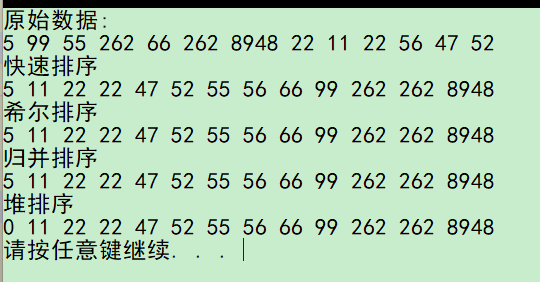 原始数据:
5 99 55 262 66 262 8948 22 11 22 56 47 52
快速排序
5 11 22 22 47 52 55 56 66 99 262 262 8948
希尔排序
5 11 22 22 47 52 55 56 66 99 262 262 8948
归并排序
5 11 22 22 47 52 55 56 66 99 262 262 8948
堆排序
0 11 22 22 47 52 55 56 66 99 262 262 8948
请按任意键继续. . .